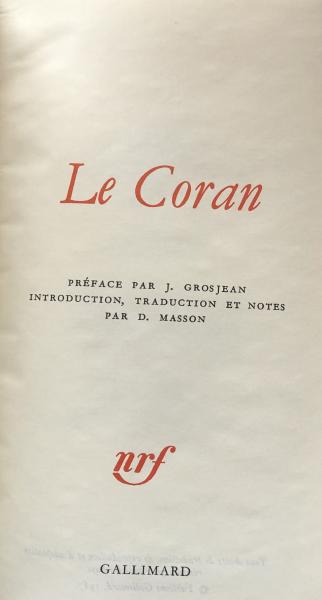 Le Coran
PRÉFACE PAR J. GROSJEAN
INTRODUCTION, TRADUCTION ET NOTES
PAR D. MASSON
nrf
GALLIMARD